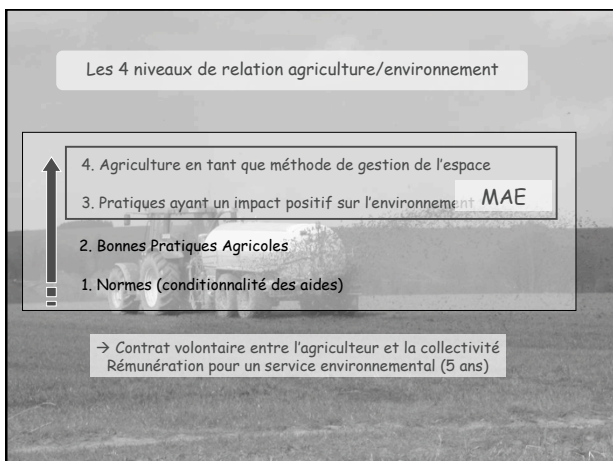 Les 4 niveaux de relation agriculture/environnement
4. Agriculture en tant que méthode de gestion de l'espace
3. Pratiques ayant un impact positif sur l'environnement MAE
2. Bonnes Pratiques Agricoles
1. Normes (conditionnalité des aides)
→ Contrat volontaire entre l'agriculteur et la collectivité
Rémunération pour un service environnemental (5 ans)